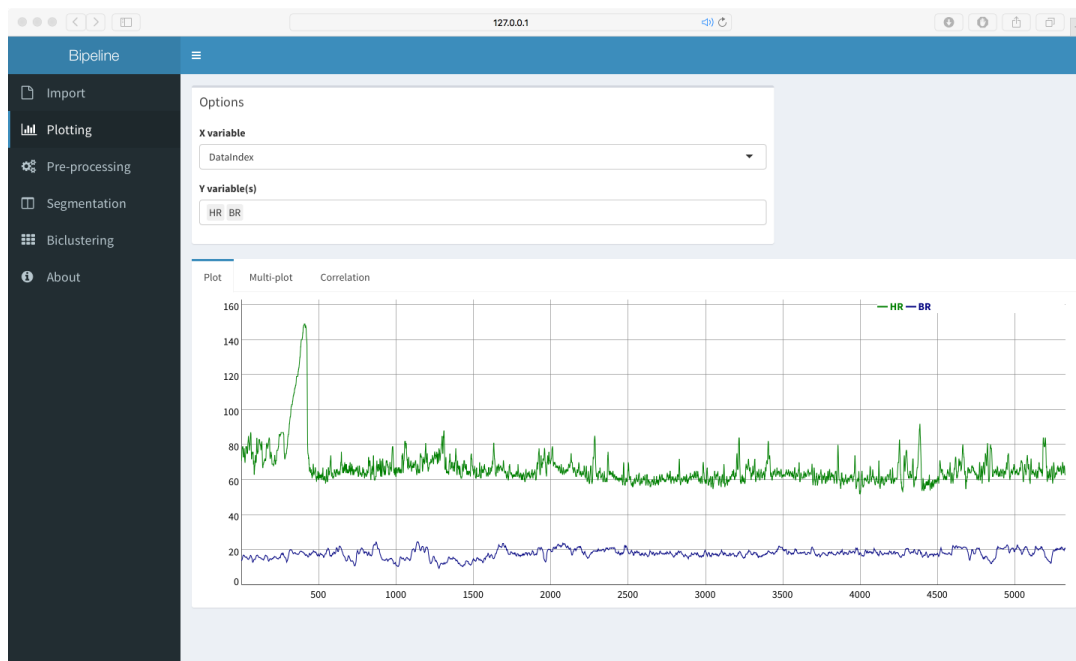 127.0.0.1
Bipeline
Import
Plotting
Pre-processing
Segmentation
Biclustering
About
Options
X variable
DataIndex
Y variable(s)
HR BR
Plot Multi-plot Correlation
HR BR
160
140
120
100
80
60
40
20
0
500 1000 1500 2000 2500 3000 3500 4000 4500 5000